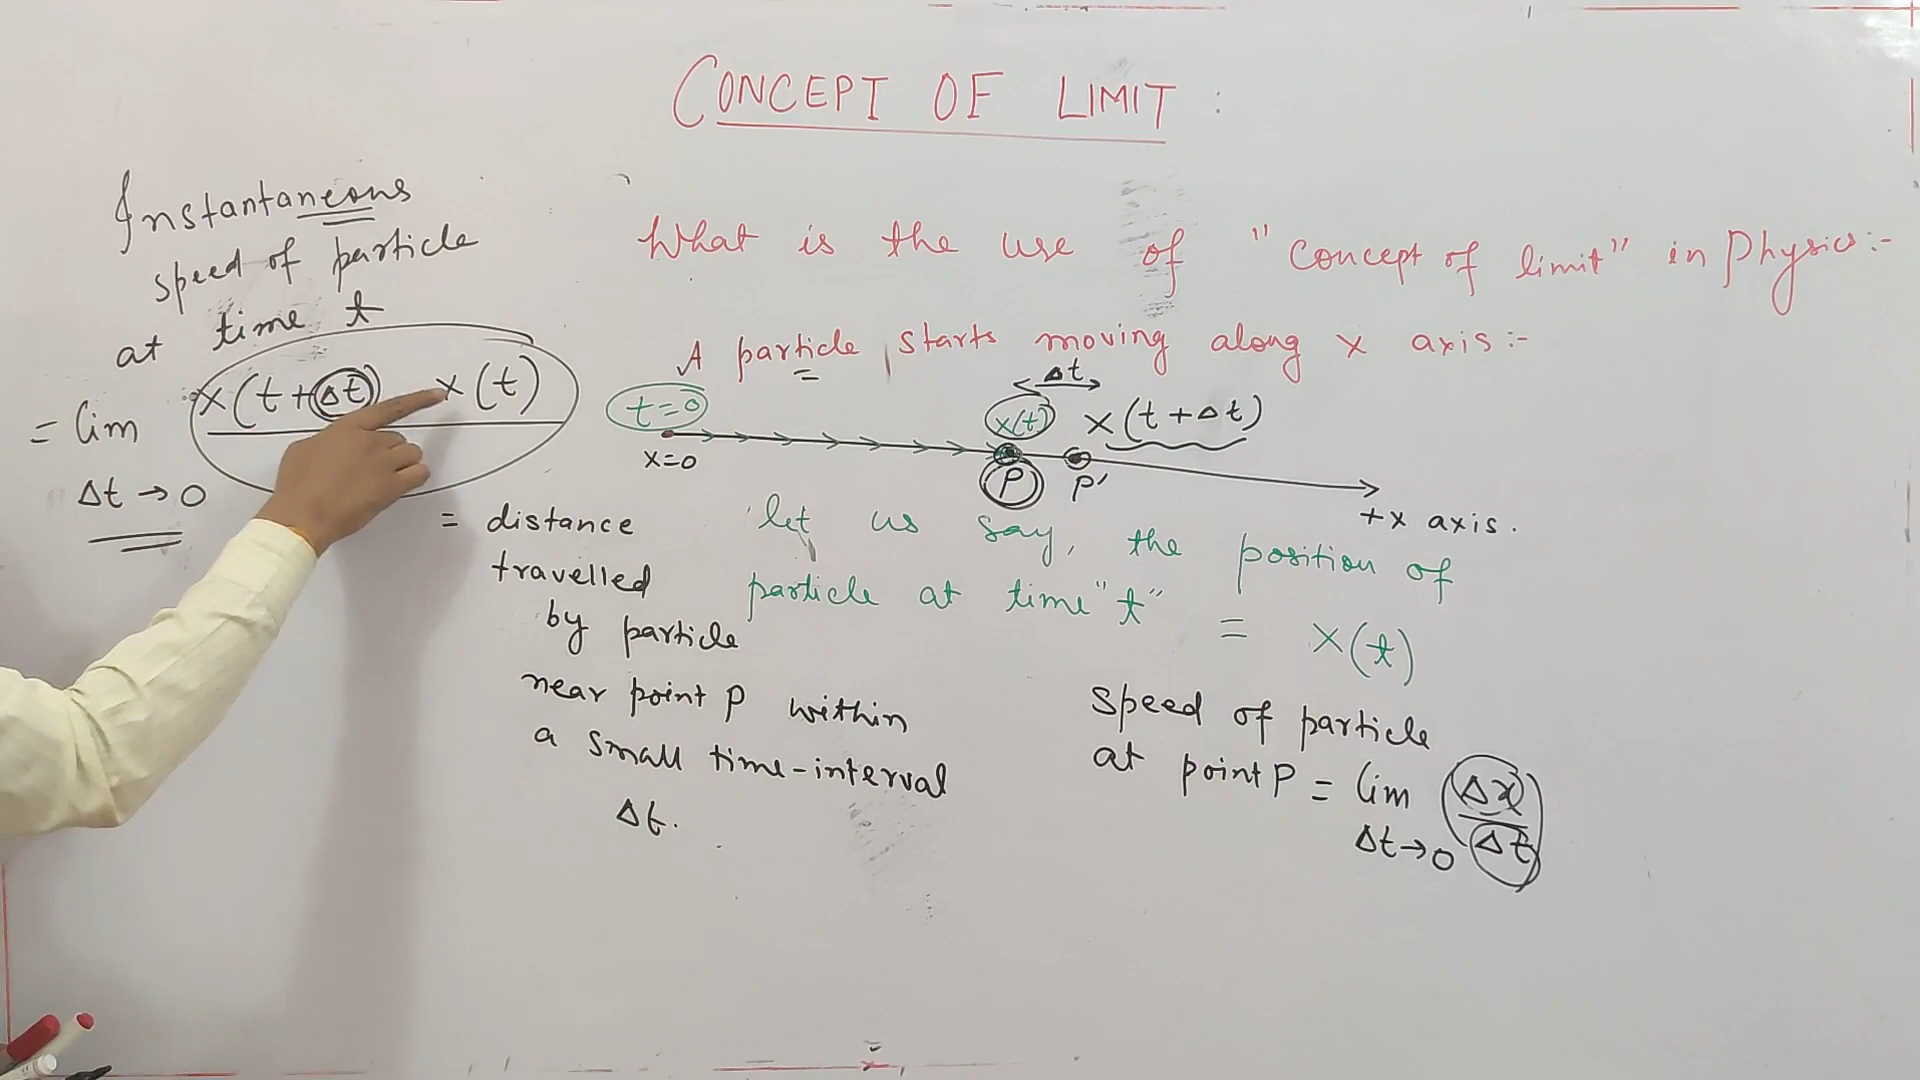 CONCEPT OF LIMIT :
What is the use of "Concept of limit" in Physics:-
A particle starts moving along x axis:-
Δt
t=0
x(t)
x(t+Δt)
x=0
P
P'
+x axis.
let us say, the position of
particle at time "t"
= x(t)
Speed of particle
at point P = lim Δx
Δt→0 Δt
Instantaneous
speed of particle
at time t
= lim x(t+Δt) x(t)
Δt→0
= distance
travelled
by particle
near point P within
a small time-interval
Δt.